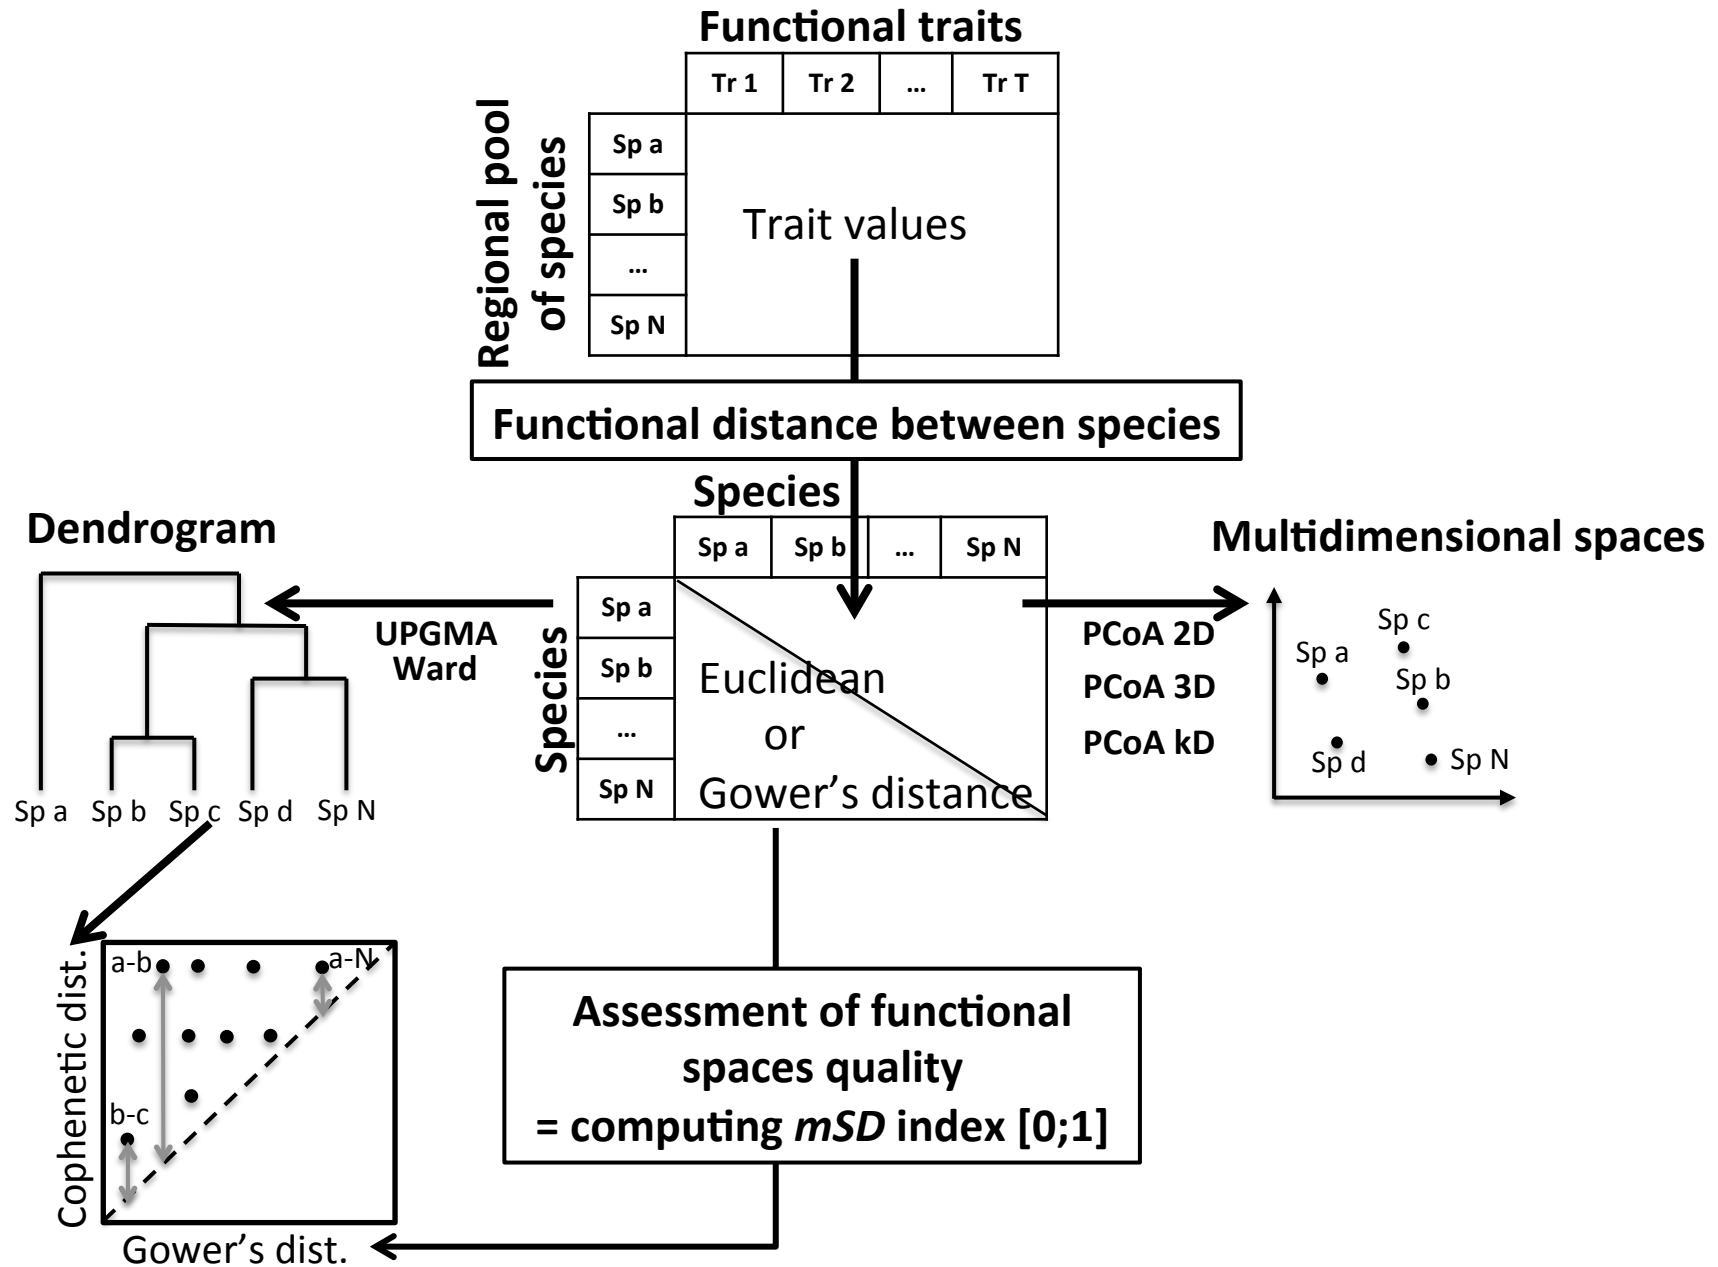 Functional traits
Tr 1 Tr 2 ... Tr T
Regional pool
of species
Sp a
Sp b
...
Sp N
Trait values
Functional distance between species
Species
Sp a Sp b ... Sp N
Species
Sp a
Sp b
...
Sp N
Euclidean
or
Gower's distance
Dendrogram
UPGMA
Ward
Sp a Sp b Sp c Sp d Sp N
Multidimensional spaces
PCoA 2D
PCoA 3D
PCoA kD
Sp c
Sp a
Sp b
Sp d
Sp N
Cophenetic dist.
a-b
a-N
b-c
Gower's dist.
Assessment of functional
spaces quality
= computing mSD index [0;1]